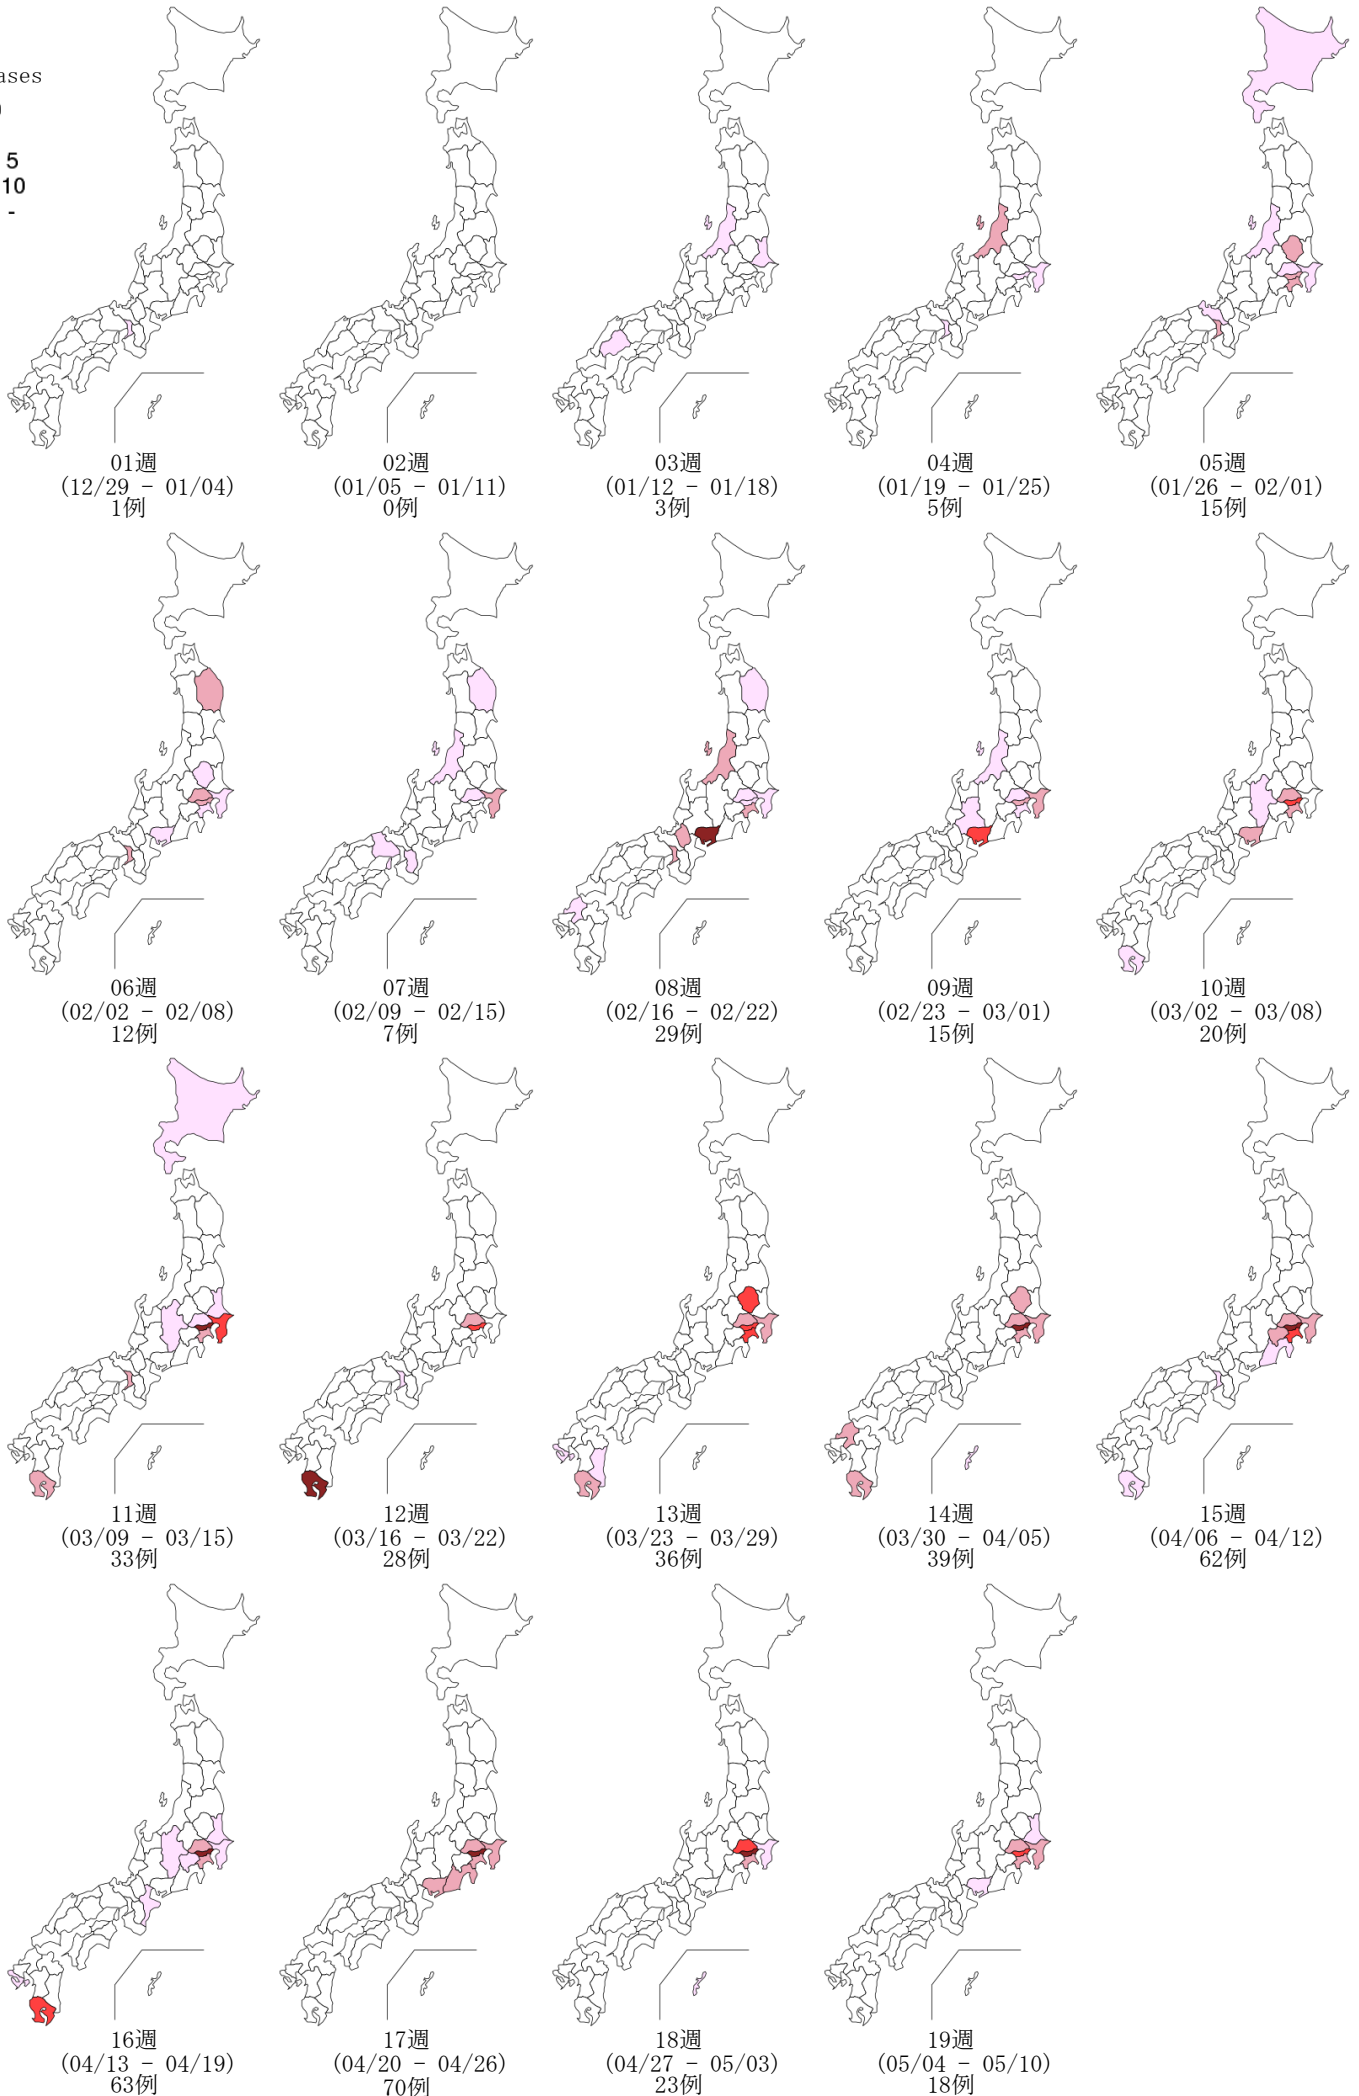 ases
5
10
-
01週
(12/29 - 01/04)
1例
02週
(01/05 - 01/11)
0例
03週
(01/12 - 01/18)
3例
04週
(01/19 - 01/25)
5例
05週
(01/26 - 02/01)
15例
06週
(02/02 - 02/08)
12例
07週
(02/09 - 02/15)
7例
08週
(02/16 - 02/22)
29例
09週
(02/23 - 03/01)
15例
10週
(03/02 - 03/08)
20例
11週
(03/09 - 03/15)
33例
12週
(03/16 - 03/22)
28例
13週
(03/23 - 03/29)
36例
14週
(03/30 - 04/05)
39例
15週
(04/06 - 04/12)
62例
16週
(04/13 - 04/19)
63例
17週
(04/20 - 04/26)
70例
18週
(04/27 - 05/03)
23例
19週
(05/04 - 05/10)
18例